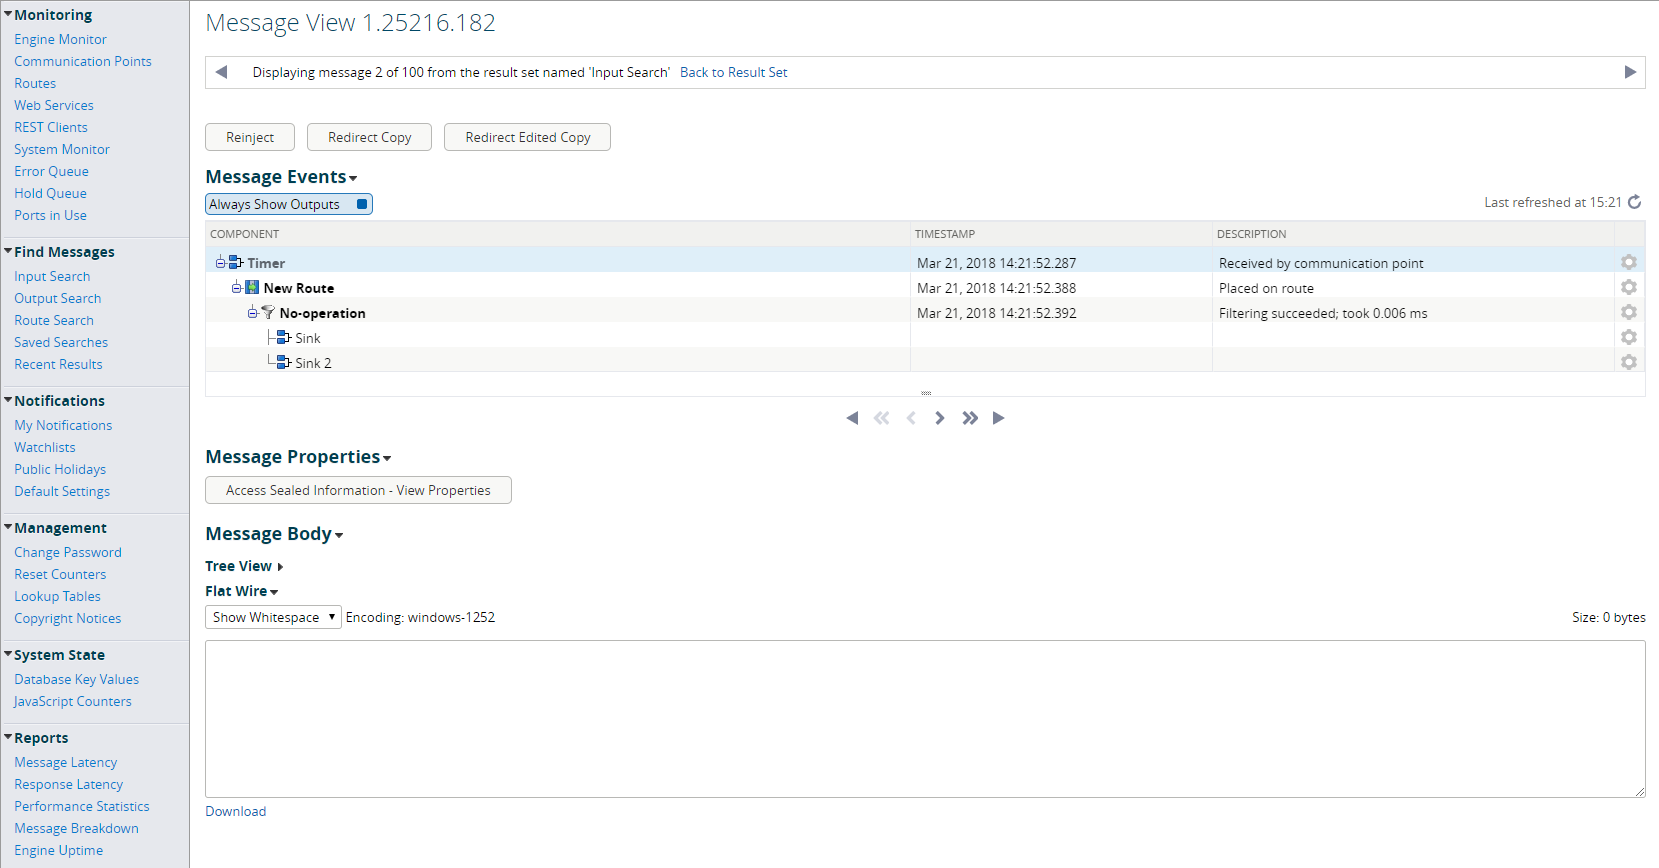 Monitoring
Engine Monitor
Communication Points
Routes
Web Services
REST Clients
System Monitor
Error Queue
Hold Queue
Ports in Use
Find Messages
Input Search
Output Search
Route Search
Saved Searches
Recent Results
Notifications
My Notifications
Watchlists
Public Holidays
Default Settings
Management
Change Password
Reset Counters
Lookup Tables
Copyright Notices
System State
Database Key Values
JavaScript Counters
Reports
Message Latency
Response Latency
Performance Statistics
Message Breakdown
Engine Uptime
Message View 1.25216.182
Displaying message 2 of 100 from the result set named 'Input Search' Back to Result Set
Reinject Redirect Copy Redirect Edited Copy
Message Events
Always Show Outputs Last refreshed at 15:21
COMPONENT TIMESTAMP DESCRIPTION
Timer Mar 21, 2018 14:21:52.287 Received by communication point
New Route Mar 21, 2018 14:21:52.388 Placed on route
No-operation Mar 21, 2018 14:21:52.392 Filtering succeeded; took 0.006 ms
Sink
Sink 2
Message Properties
Access Sealed Information - View Properties
Message Body
Tree View
Flat Wire
Show Whitespace Encoding: windows-1252 Size: 0 bytes
Download